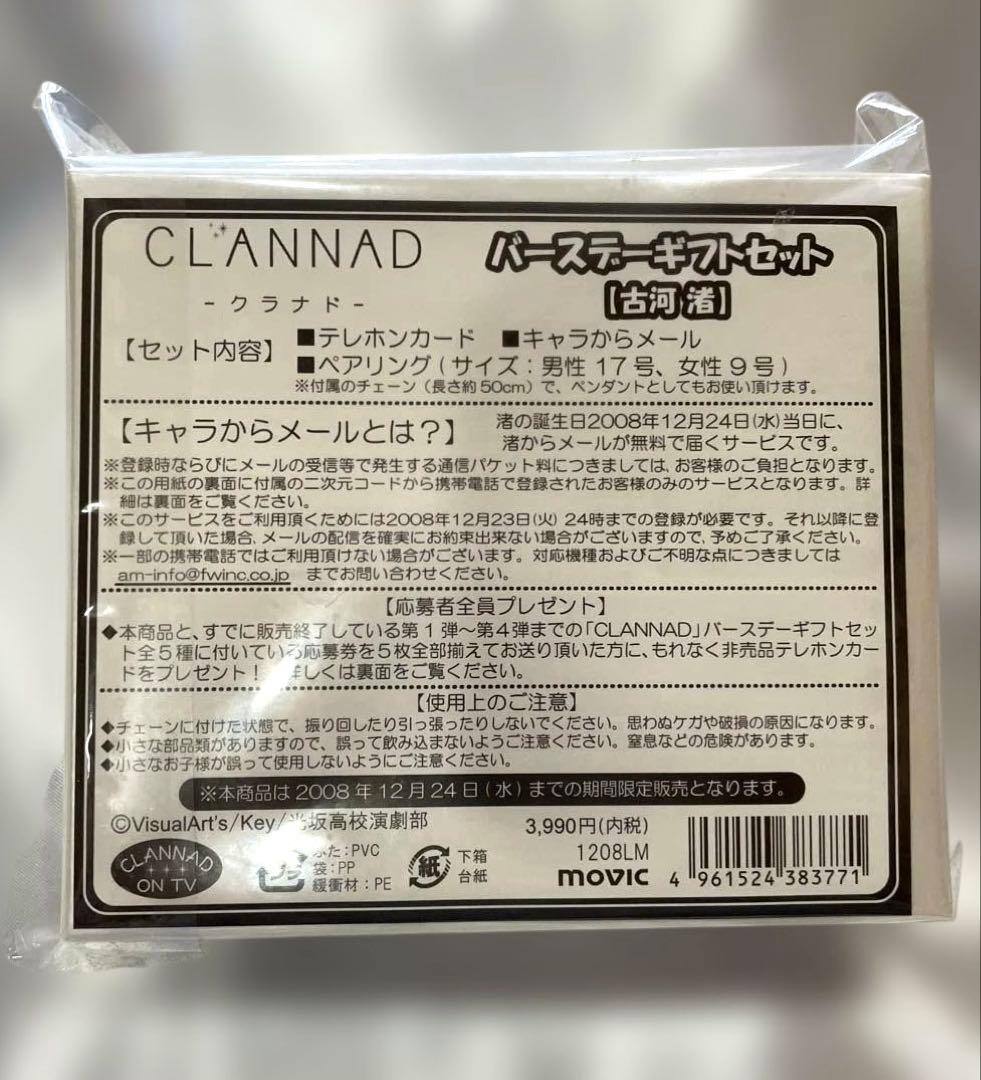 CLANNAD
-クラナド-
バースデーギフトセット
【古河 渚】
【セット内容】
■テレホンカード ■キャラからメール
■ペアリング(サイズ:男性 17号、女性 9号)
※付属のチェーン(長さ約50cm)で、ペンダントとしてもお使い頂けます。
【キャラからメールとは?】
渚の誕生日2008年12月24日(水)当日に、
渚からメールが無料で届くサービスです。
※登録時ならびにメールの受信等で発生する通信パケット料につきましては、お客様のご負担となります。
※この用紙の裏面に付属の二次元コードから携帯電話で登録されたお客様のみのサービスとなります。詳
細は裏面をご覧ください。
※このサービスをご利用頂くためには2008年12月23日(火) 24時までの登録が必要です。それ以降に登
録して頂いた場合、メールの配信を確実にお約束出来ない場合がございますので、予めご了承ください。
※一部の携帯電話ではご利用頂けない場合がございます。対応機種およびご不明な点につきましては
am-info@fwinc.co.jp までお問い合わせください。
【応募者全員プレゼント】
◆本商品と、すでに販売終了している第1弾〜第4弾までの「CLANNAD」バースデーギフトセッ
ト全5種に付いている応募券を5枚全部揃えてお送り頂いた方に、もれなく非売品テレホンカー
ドをプレゼント! 詳しくは裏面をご覧ください。
【使用上のご注意】
◆チェーンに付けた状態で、振り回したり引っ張ったりしないでください。思わぬケガや破損の原因になります。
◆小さな部品類がありますので、誤って飲み込まないようご注意ください。窒息などの危険があります。
◆小さなお子様が誤って使用しないようにご注意ください。
※本商品は2008年12月24日(水)までの期間限定販売となります。
©VisualArt's/Key/光坂高校演劇部
CLANNAD
ON TV
プラ
ふた:PVC
袋:PP
緩衝材:PE
紙
下箱
台紙
3,990円(内税)
1208LM
movic
4 961524 383771